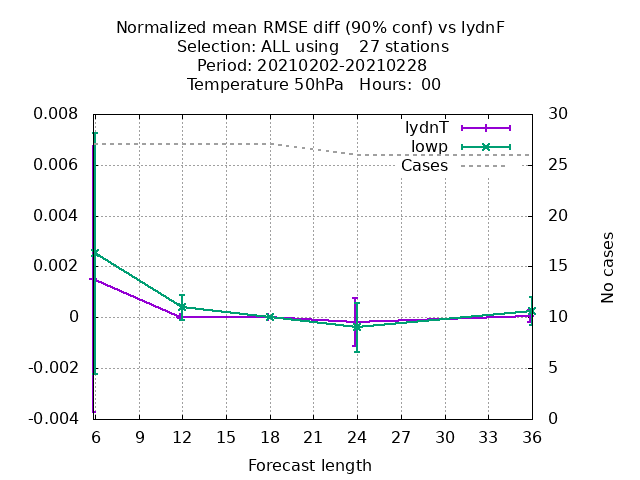 Normalized mean RMSE diff (90% conf) vs lydnF
Selection: ALL using    27 stations
Period: 20210202-20210228
Temperature 50hPa   Hours:  00
lydnT
lowp
Cases
0.008
0.006
0.004
0.002
0
-0.002
-0.004
30
25
20
15
10
5
0
No cases
6 9 12 15 18 21 24 27 30 33 36
Forecast length